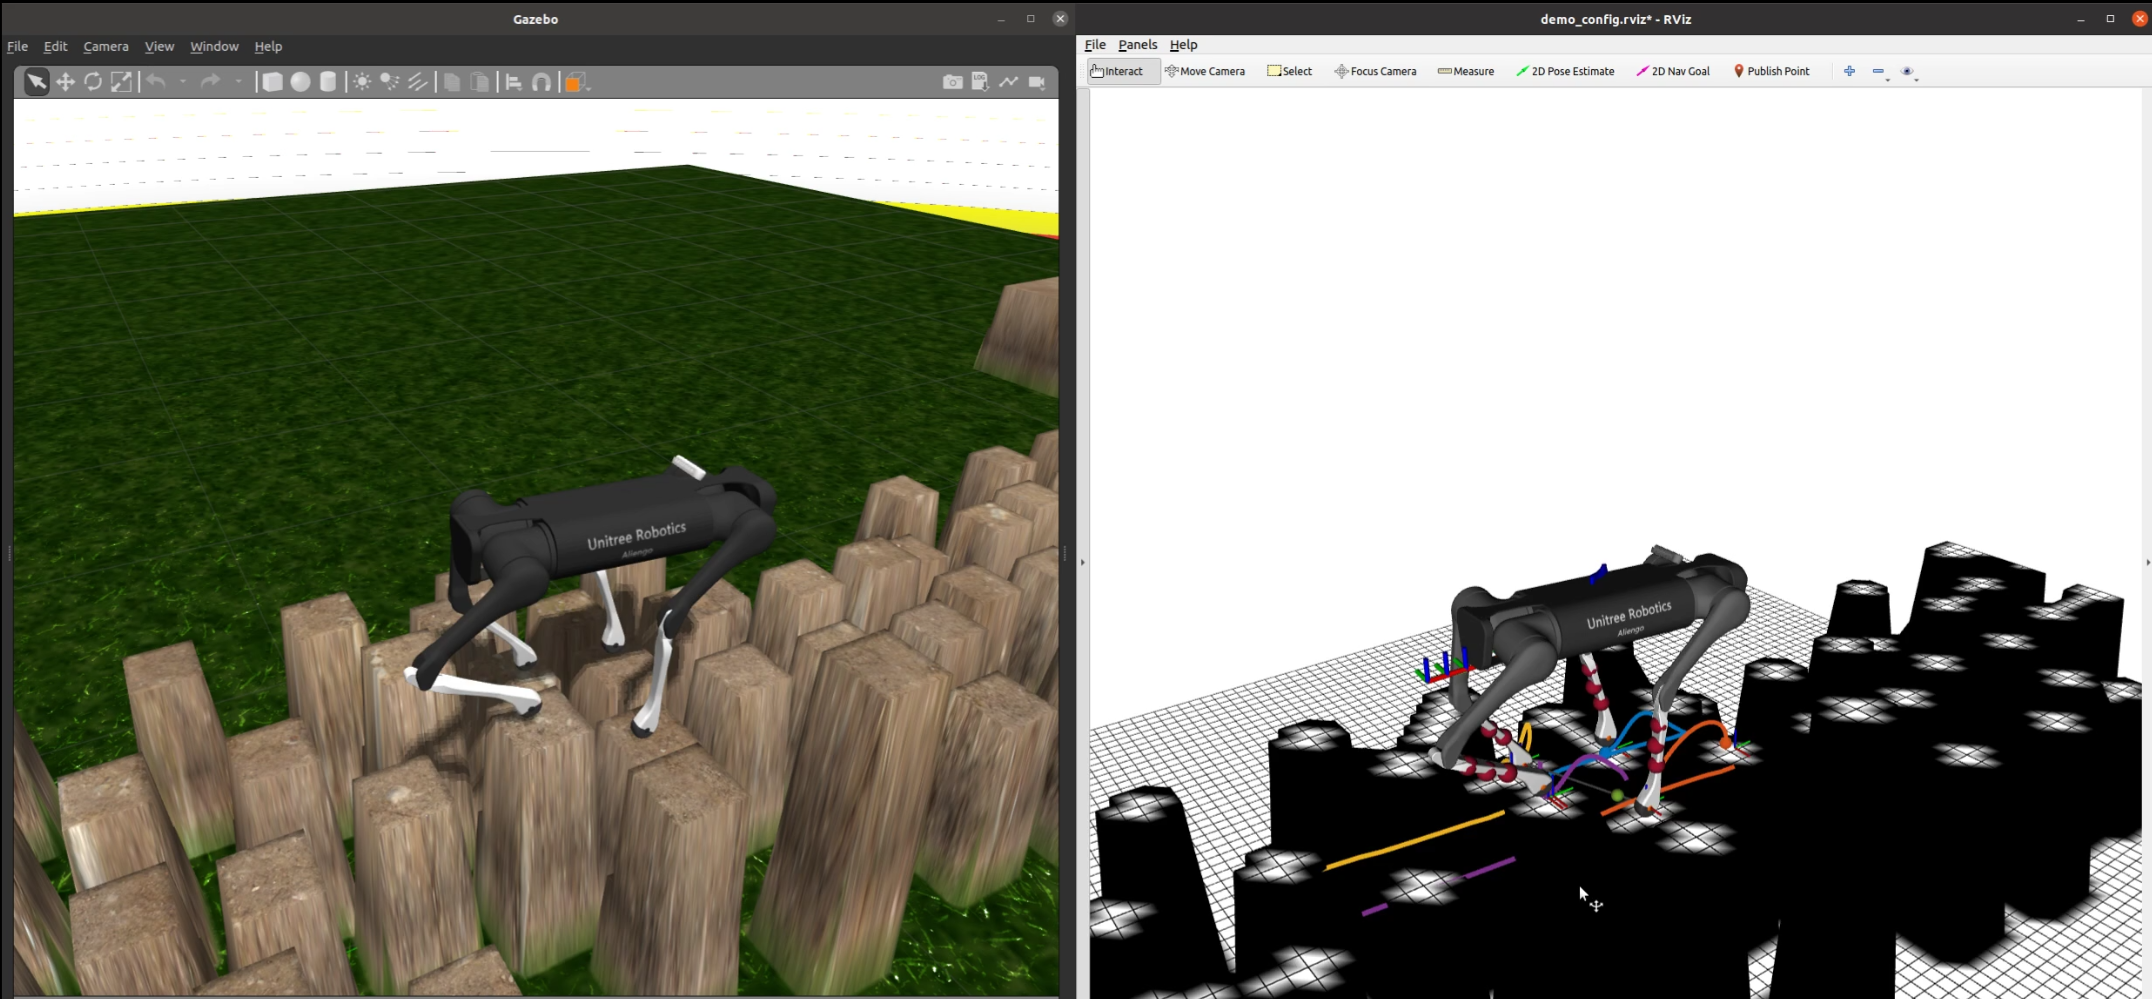 Gazebo
File Edit Camera View Window Help
LOG
Unitree Robotics
Aliengo
demo_config.rviz* - RViz
File Panels Help
Interact Move Camera Select Focus Camera Measure 2D Pose Estimate 2D Nav Goal Publish Point
Unitree Robotics
Aliengo